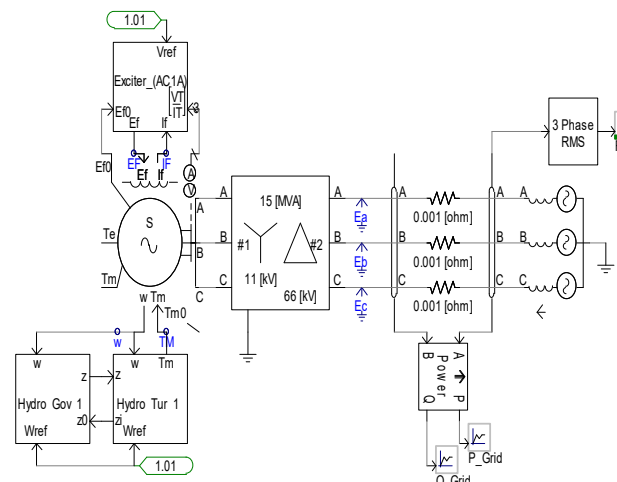 1.01
Vref
Exciter_(AC1A)
VT
IT
3
Ef0
Ef If
EF IF
Ef0
Ef If
A
V
S
Te
Tm
w Tm
Tm0
w
TM
A
B
C
15 [MVA]
#1
#2
11 [kV]
66 [kV]
A
B
C
Ea
Eb
Ec
A
B
C
0.001 [ohm]
0.001 [ohm]
0.001 [ohm]
A
B
C
A
B
C
3 Phase
RMS
A
B
Power
P
Q
P_Grid
Q_Grid
w
z
Hydro Gov 1
z0
Wref
w Tm
z
Hydro Tur 1
zi
Wref
1.01